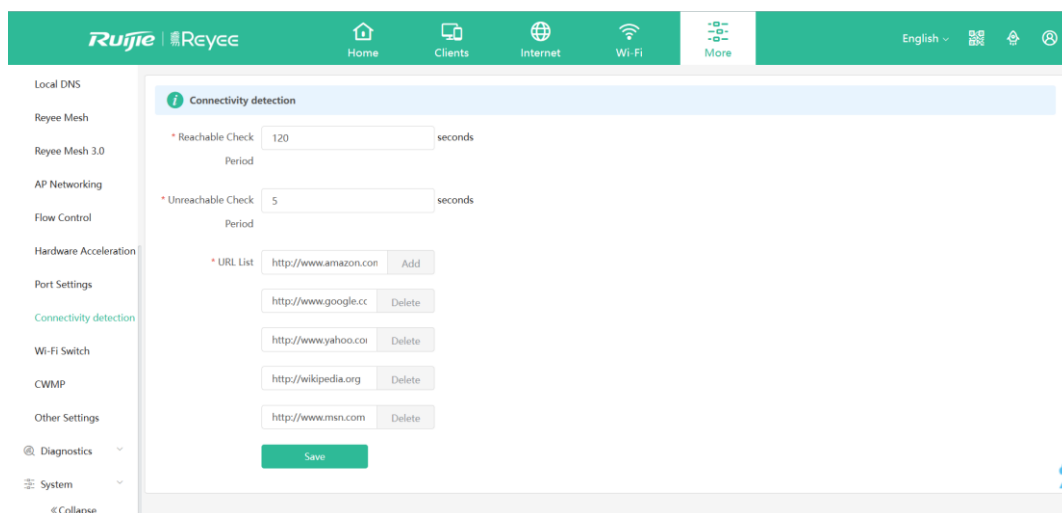 Ruijie | Reyee
Home
Clients
Internet
Wi-Fi
More
English
Local DNS
Reyee Mesh
Reyee Mesh 3.0
AP Networking
Flow Control
Hardware Acceleration
Port Settings
Connectivity detection
Wi-Fi Switch
CWMP
Other Settings
Diagnostics
System
«Collapse
i Connectivity detection
* Reachable Check 120 seconds
Period
* Unreachable Check 5 seconds
Period
* URL List http://www.amazon.con Add
http://www.google.cc Delete
http://www.yahoo.coi Delete
http://wikipedia.org Delete
http://www.msn.com Delete
Save